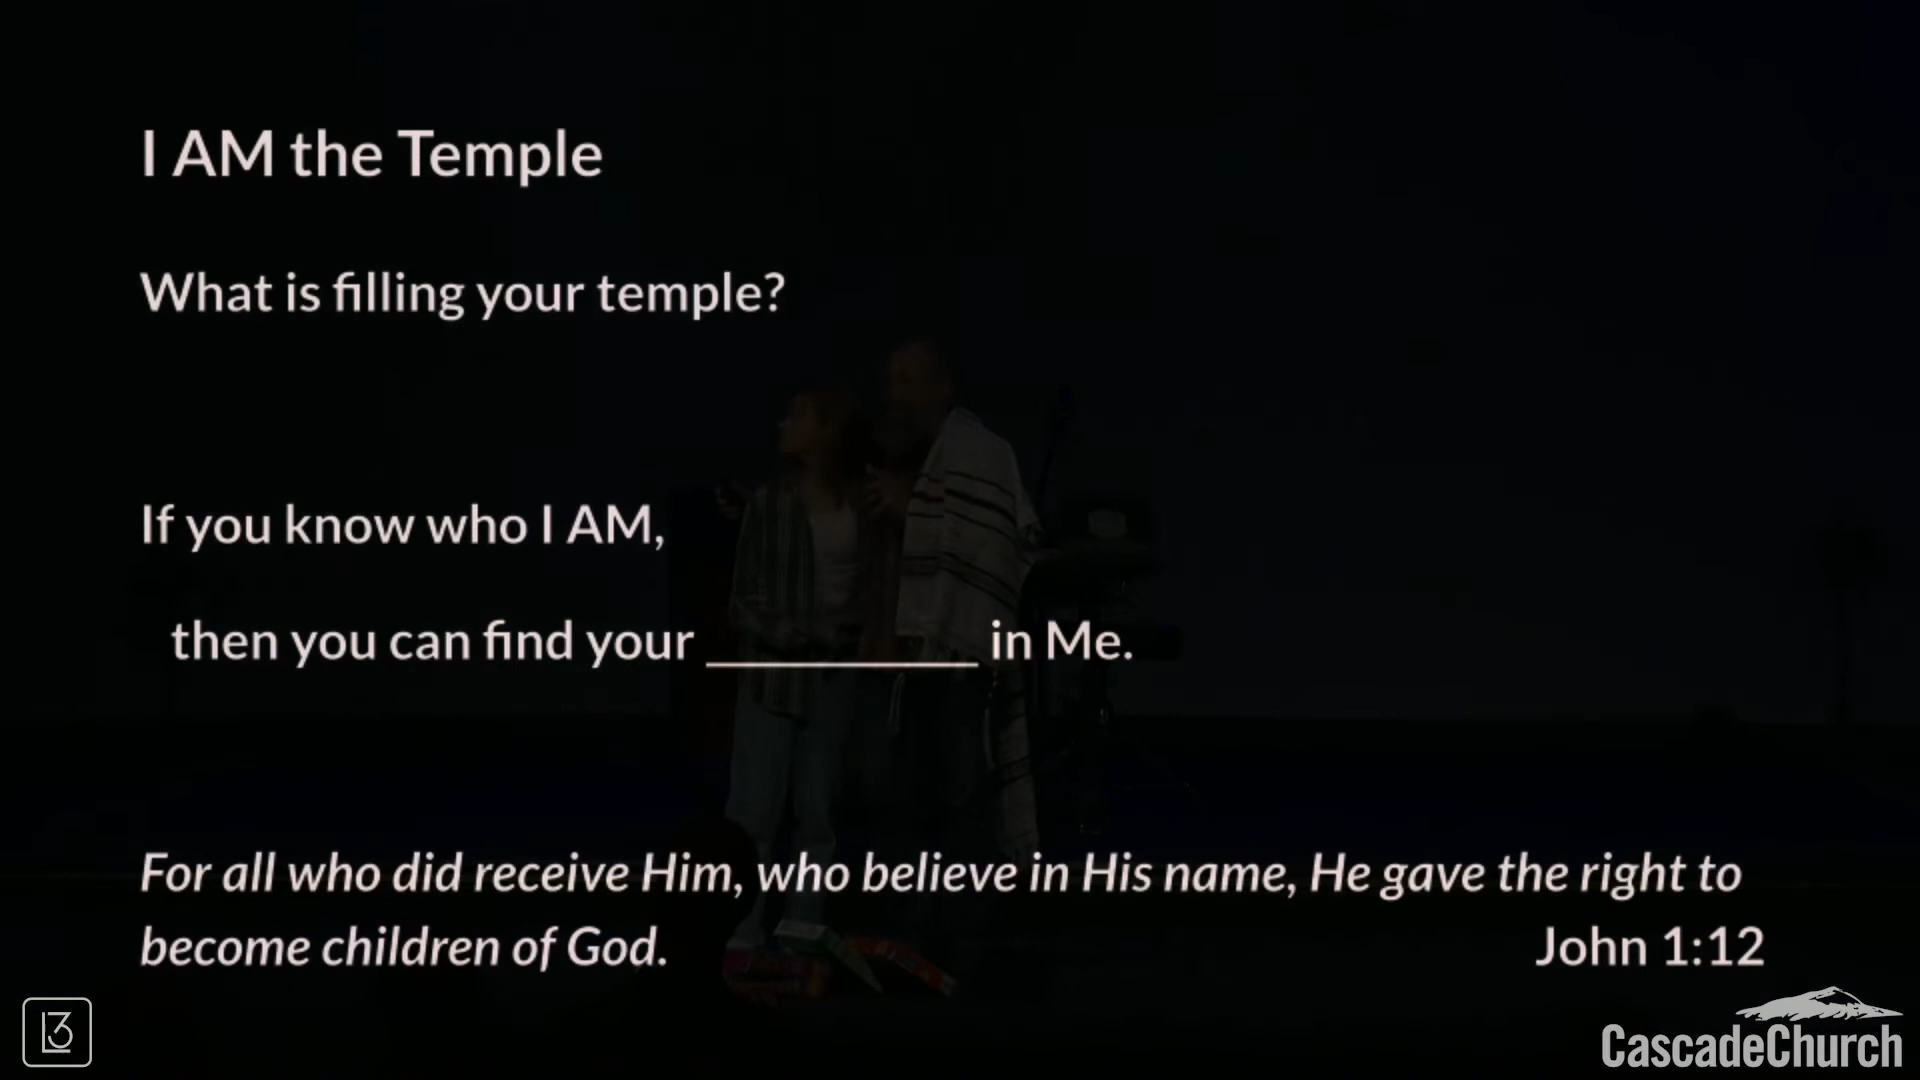 I AM the Temple
What is filling your temple?
If you know who I AM,
then you can find your __________ in Me.
For all who did receive Him, who believe in His name, He gave the right to
become children of God. John 1:12
L3
CascadeChurch